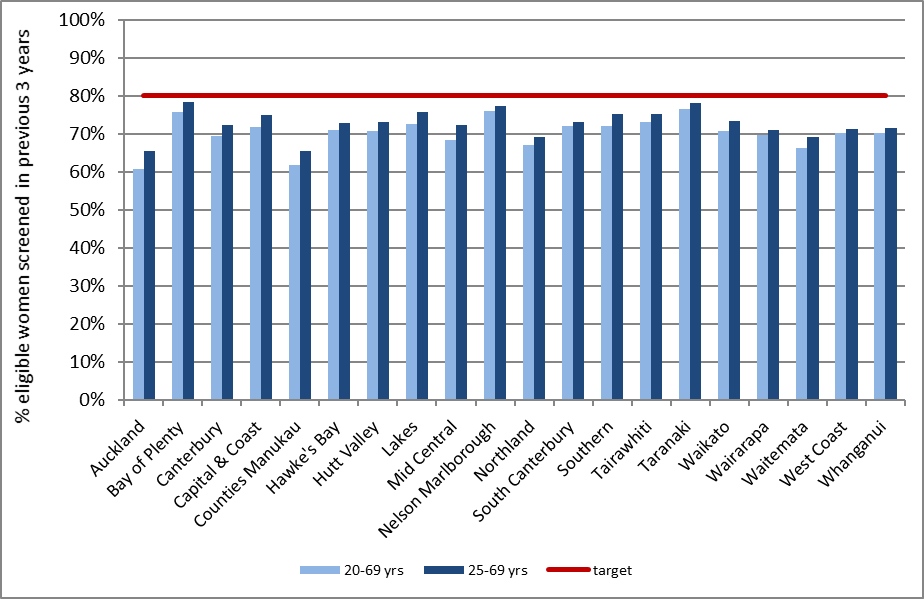 % eligible women screened in previous 3 years
100%
90%
80%
70%
60%
50%
40%
30%
20%
10%
0%
Auckland
Bay of Plenty
Canterbury
Capital & Coast
Counties Manukau
Hawke's Bay
Hutt Valley
Lakes
Mid Central
Nelson Marlborough
Northland
South Canterbury
Southern
Tairawhiti
Taranaki
Waikato
Wairarapa
Waitemata
West Coast
Whanganui
20-69 yrs
25-69 yrs
target